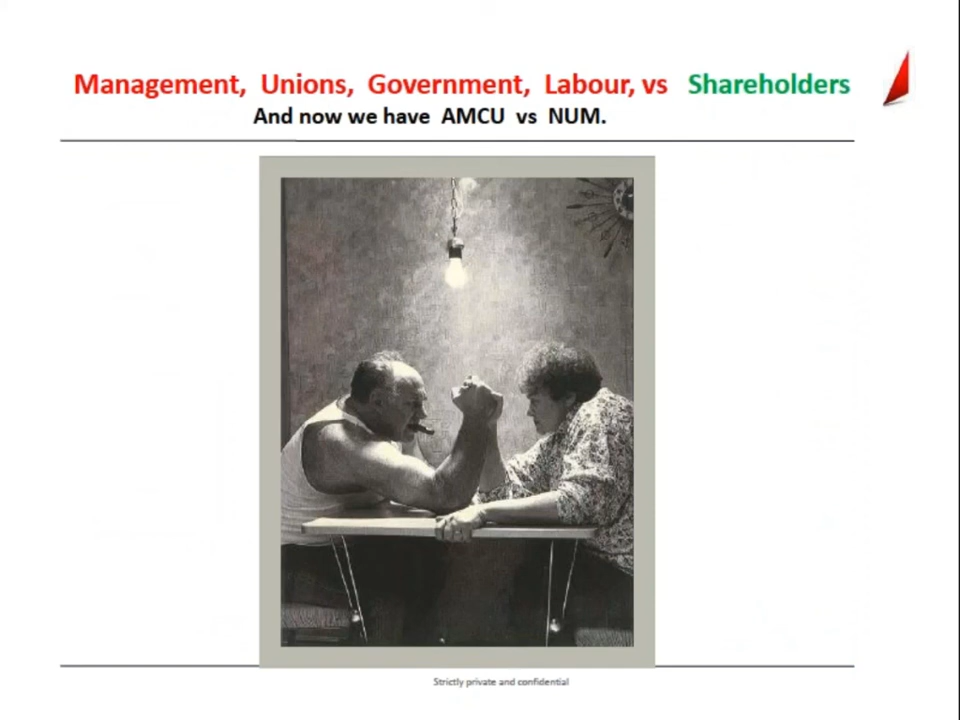 Management, Unions, Government, Labour, vs Shareholders
And now we have AMCU vs NUM.
Strictly private and confidential